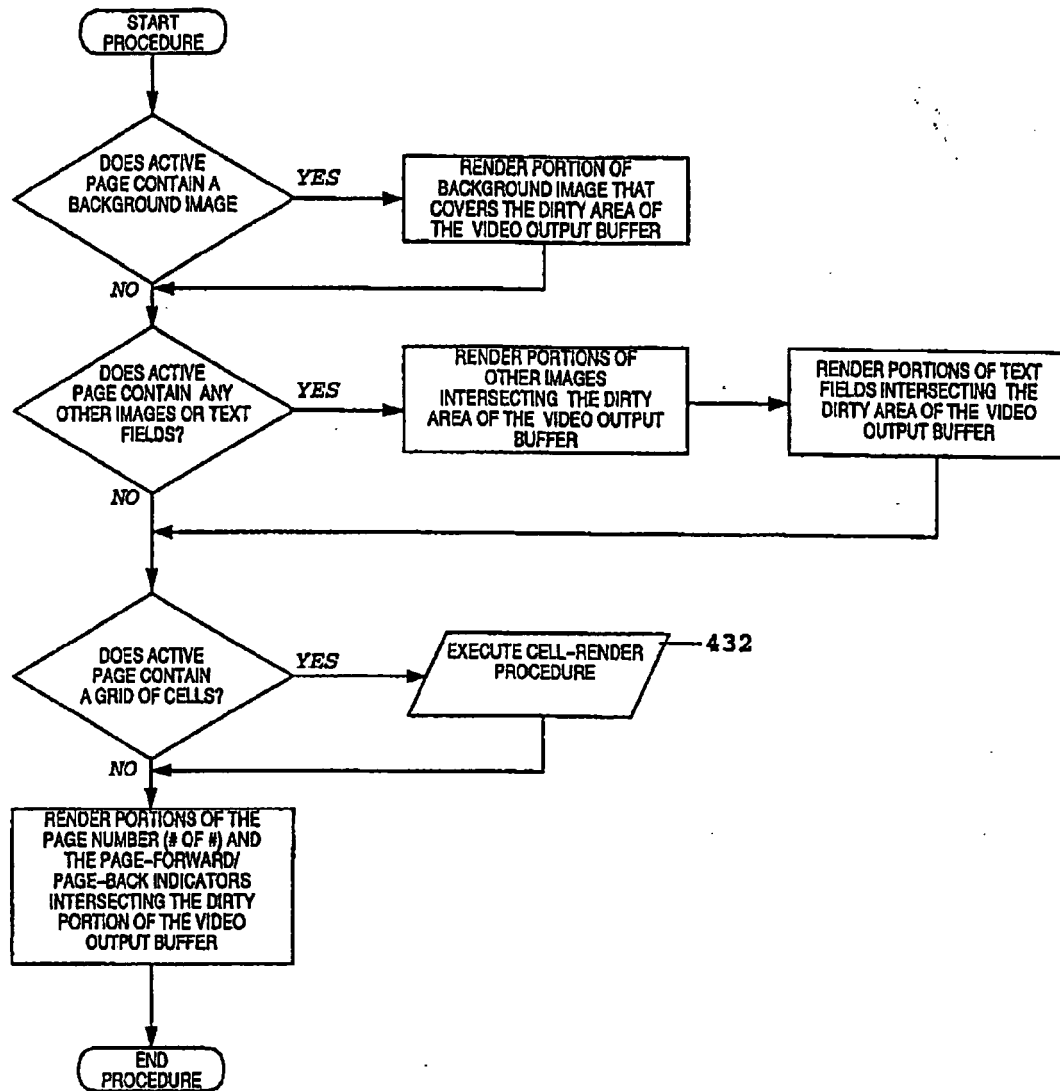 START
PROCEDURE
DOES ACTIVE
PAGE CONTAIN A
BACKGROUND IMAGE
YES
RENDER PORTION OF
BACKGROUND IMAGE THAT
COVERS THE DIRTY AREA OF
THE VIDEO OUTPUT BUFFER
NO
DOES ACTIVE
PAGE CONTAIN ANY
OTHER IMAGES OR TEXT
FIELDS?
YES
RENDER PORTIONS OF
OTHER IMAGES
INTERSECTING THE DIRTY
AREA OF THE VIDEO OUTPUT
BUFFER
RENDER PORTIONS OF TEXT
FIELDS INTERSECTING THE
DIRTY AREA OF THE VIDEO
OUTPUT BUFFER
NO
DOES ACTIVE
PAGE CONTAIN
A GRID OF CELLS?
YES
EXECUTE CELL-RENDER
PROCEDURE
432
NO
RENDER PORTIONS OF THE
PAGE NUMBER (# OF #) AND
THE PAGE-FORWARD/
PAGE-BACK INDICATORS
INTERSECTING THE DIRTY
PORTION OF THE VIDEO
OUTPUT BUFFER
END
PROCEDURE